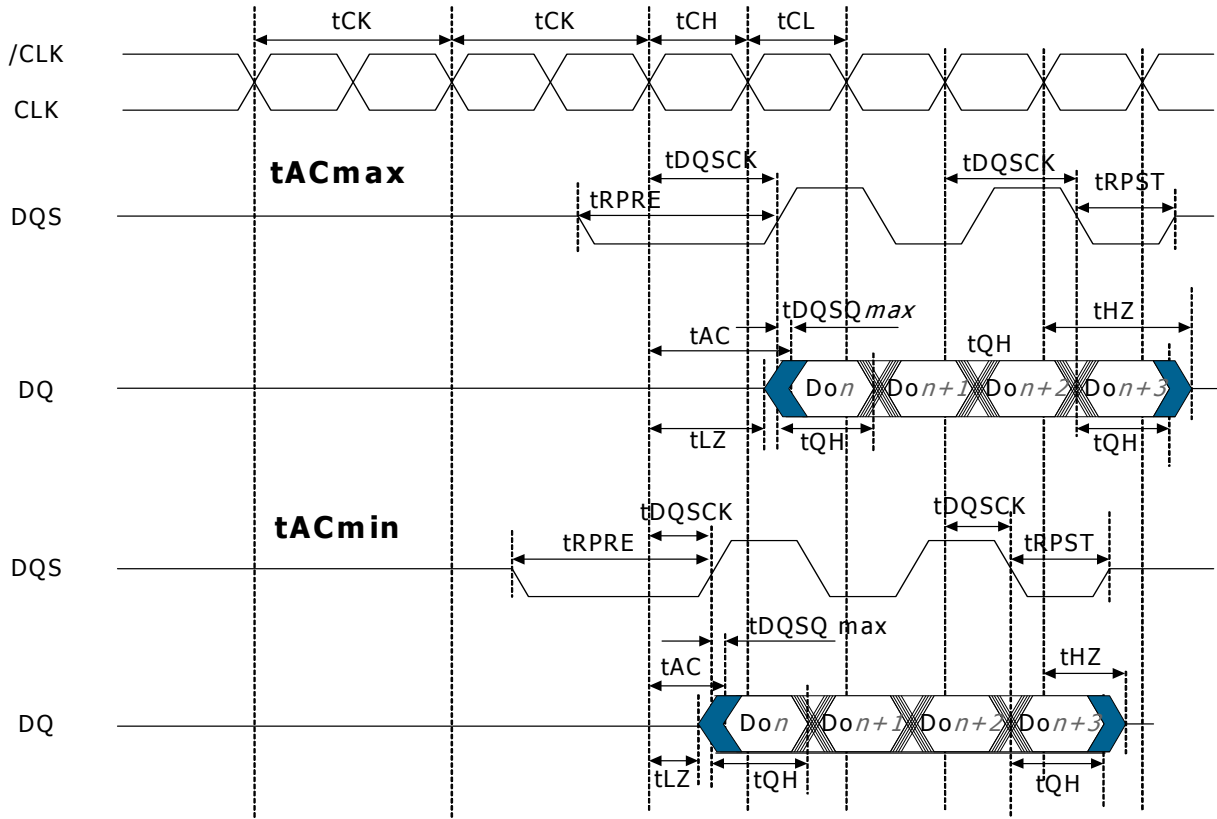 tCK tCK tCH tCL
/CLK
CLK
tACmax
tDQSCK tDQSCK
tRPRE tRPST
DQS
tDQSQmax tHZ
tAC tQH
DQ Don Don+1 Don+2 Don+3
tLZ tQH tQH
tACmin
tDQSCK tDQSCK
tRPRE tRPST
DQS
tDQSQ max
tAC tHZ
DQ Don Don+1 Don+2 Don+3
tLZ tQH tQH